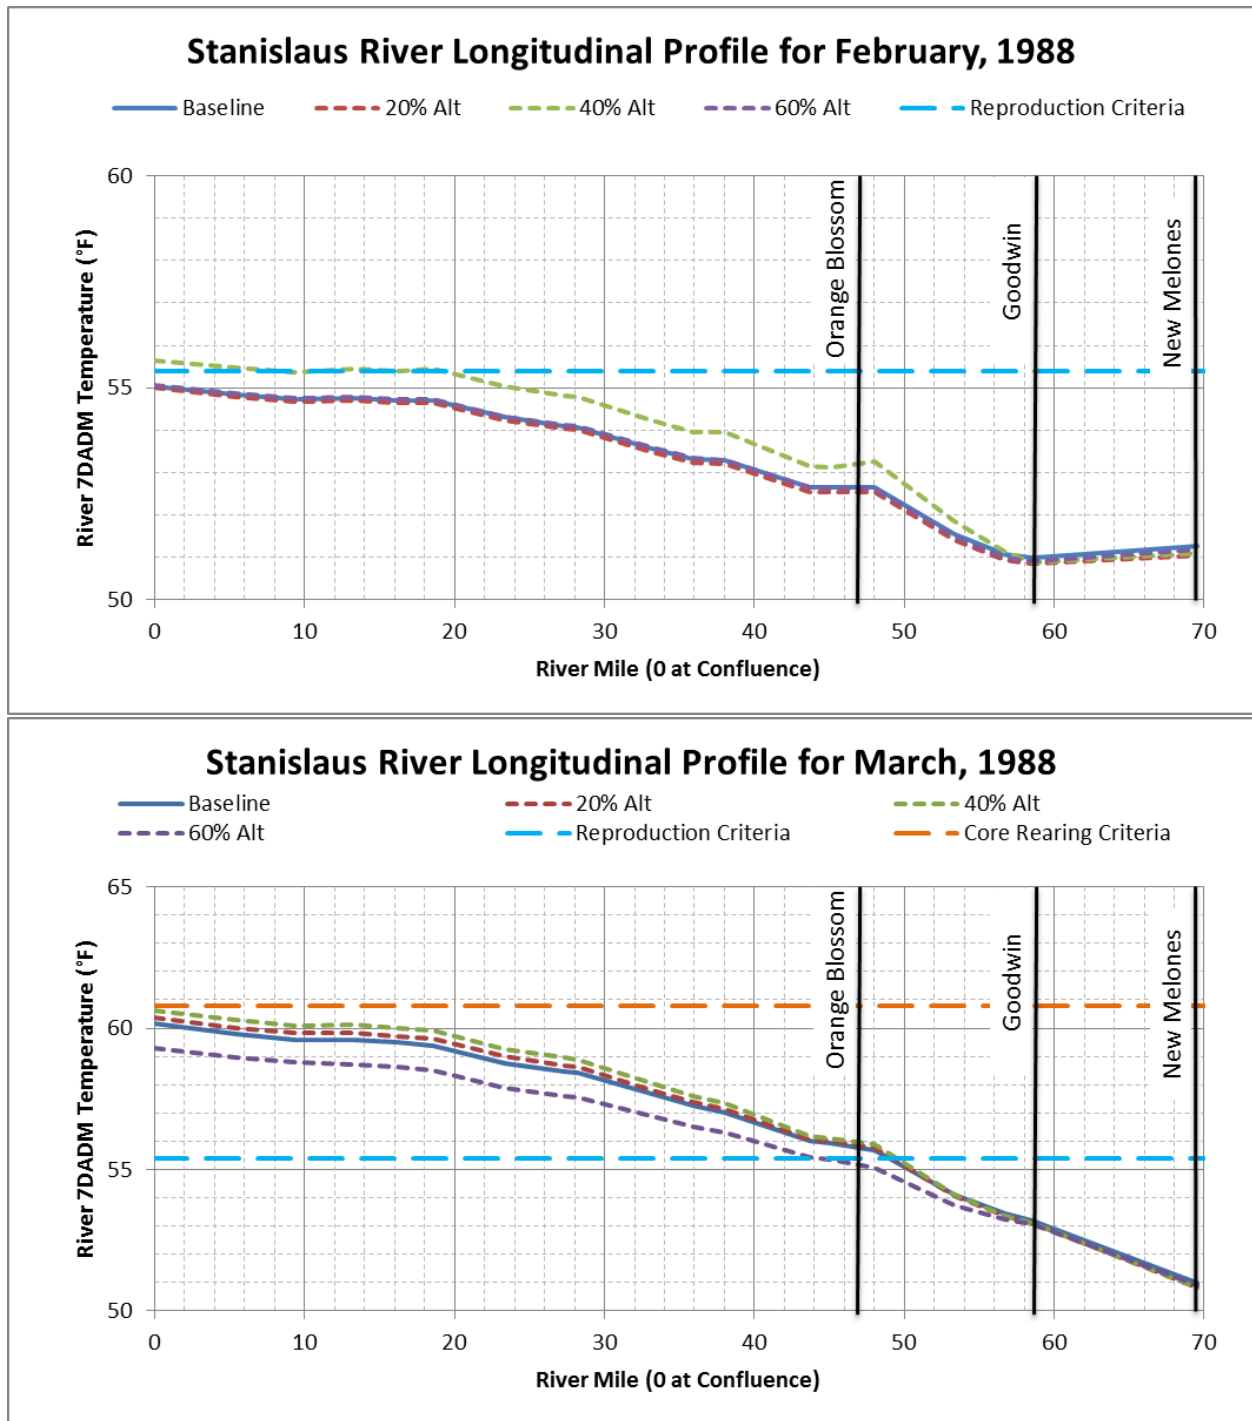 Stanislaus River Longitudinal Profile for February, 1988
Baseline 20% Alt 40% Alt 60% Alt Reproduction Criteria
River 7DADM Temperature (°F)
60
55
50
Orange Blossom
Goodwin
New Melones
0 10 20 30 40 50 60 70
River Mile (0 at Confluence)
Stanislaus River Longitudinal Profile for March, 1988
Baseline 20% Alt 40% Alt
60% Alt Reproduction Criteria Core Rearing Criteria
River 7DADM Temperature (°F)
65
60
55
50
Orange Blossom
Goodwin
New Melones
0 10 20 30 40 50 60 70
River Mile (0 at Confluence)